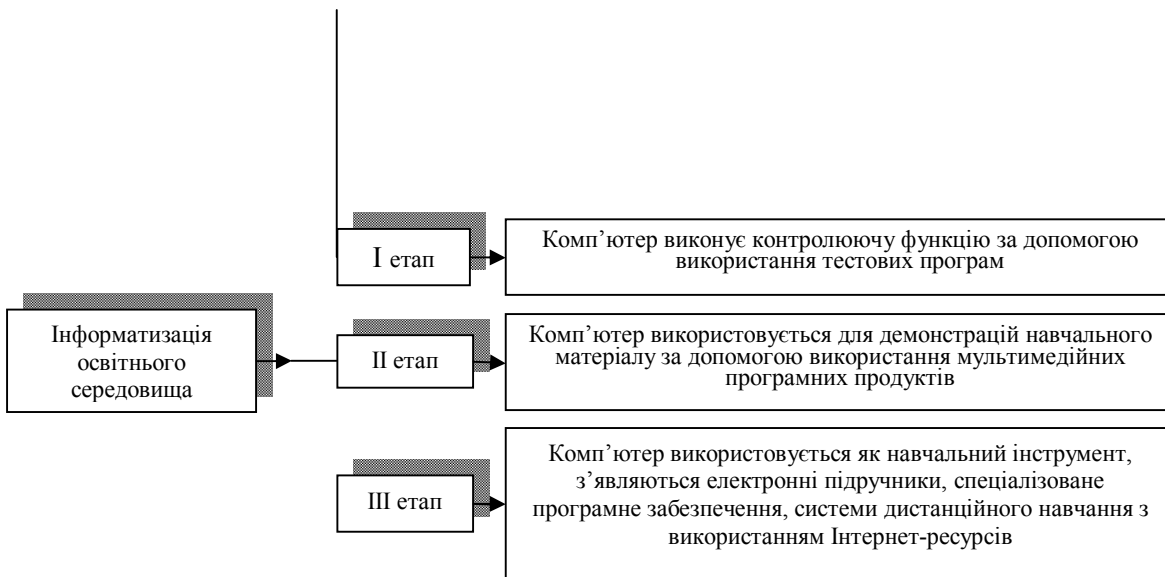 Інформатизація
освітнього
середовища
I етап
Комп’ютер виконує контролюючу функцію за допомогою
використання тестових програм
II етап
Комп’ютер використовується для демонстрацій навчального
матеріалу за допомогою використання мультимедійних
програмних продуктів
III етап
Комп’ютер використовується як навчальний інструмент,
з’являються електронні підручники, спеціалізоване
програмне забезпечення, системи дистанційного навчання з
використанням Інтернет-ресурсів